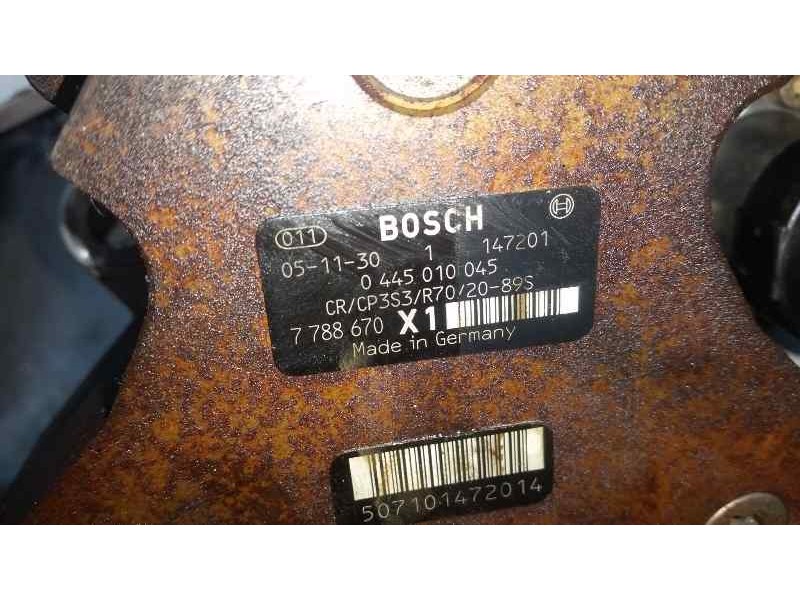 BOSCH
011
05-11-30 1 147201
0 445 010 045
CR/CP3S3/R70/20-89S
7 788 670 X1
Made in Germany
507101472014